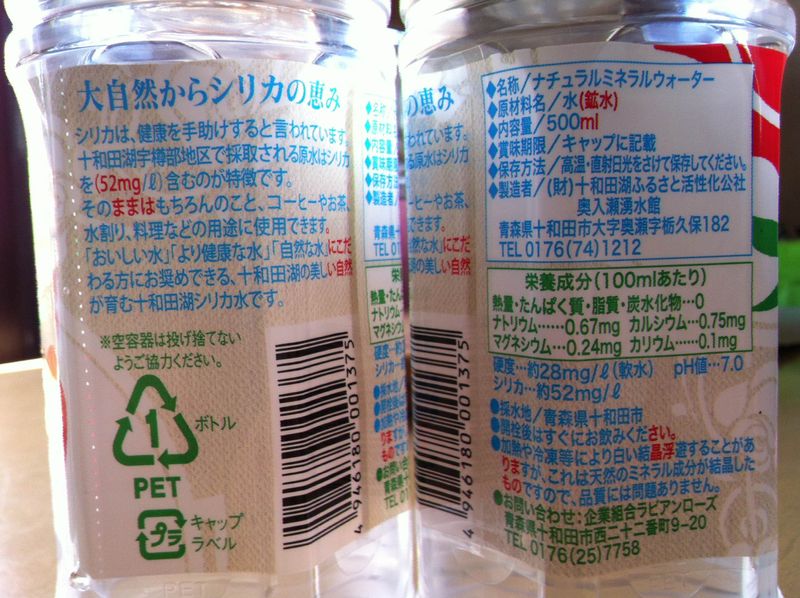 大自然からシリカの恵み
シリカは、健康を手助けすると言われています。
十和田湖宇樽部地区で採取される原水はシリカ
を(52mg/ℓ)含むのが特徴です。
そのままはもちろんのこと、コーヒーやお茶、
水割り、料理などの用途に使用できます。
「おいしい水」「より健康な水」「自然な水」にこだ
わる方にお奨めできる、十和田湖の美しい自然
が育む十和田湖シリカ水です。
※空容器は投げ捨てない
ようご協力ください。
1
ボトル
PET
プラ
キャップ
ラベル
4946180001375
の恵み
4946180001375
◆名称/ナチュラルミネラルウォーター
◆原材料名/水(鉱水)
◆内容量/500ml
◆賞味期限/キャップに記載
◆保存方法/高温・直射日光をさけて保存してください。
◆製造者/(財)十和田湖ふるさと活性化公社
奥入瀬湧水館
青森県十和田市大字奥瀬字栃久保182
TEL 0176(74)1212
栄養成分(100mlあたり)
熱量・たんぱく質・脂質・炭水化物…0
ナトリウム……0.67mg カルシウム…0.75mg
マグネシウム…0.24mg カリウム……0.1mg
硬度…約28mg/ℓ(軟水) pH値…7.0
シリカ…約52mg/ℓ
●採水地/青森県十和田市
●開栓後はすぐにお飲みください。
●加熱や冷凍等により白い結晶浮遊することがあ
りますが、これは天然のミネラル成分が結晶した
ものですので、品質には問題ありません。
●お問い合わせ:企業組合ラビアンローズ
青森県十和田市西二十二番町9-20
TEL 0176(25)7758